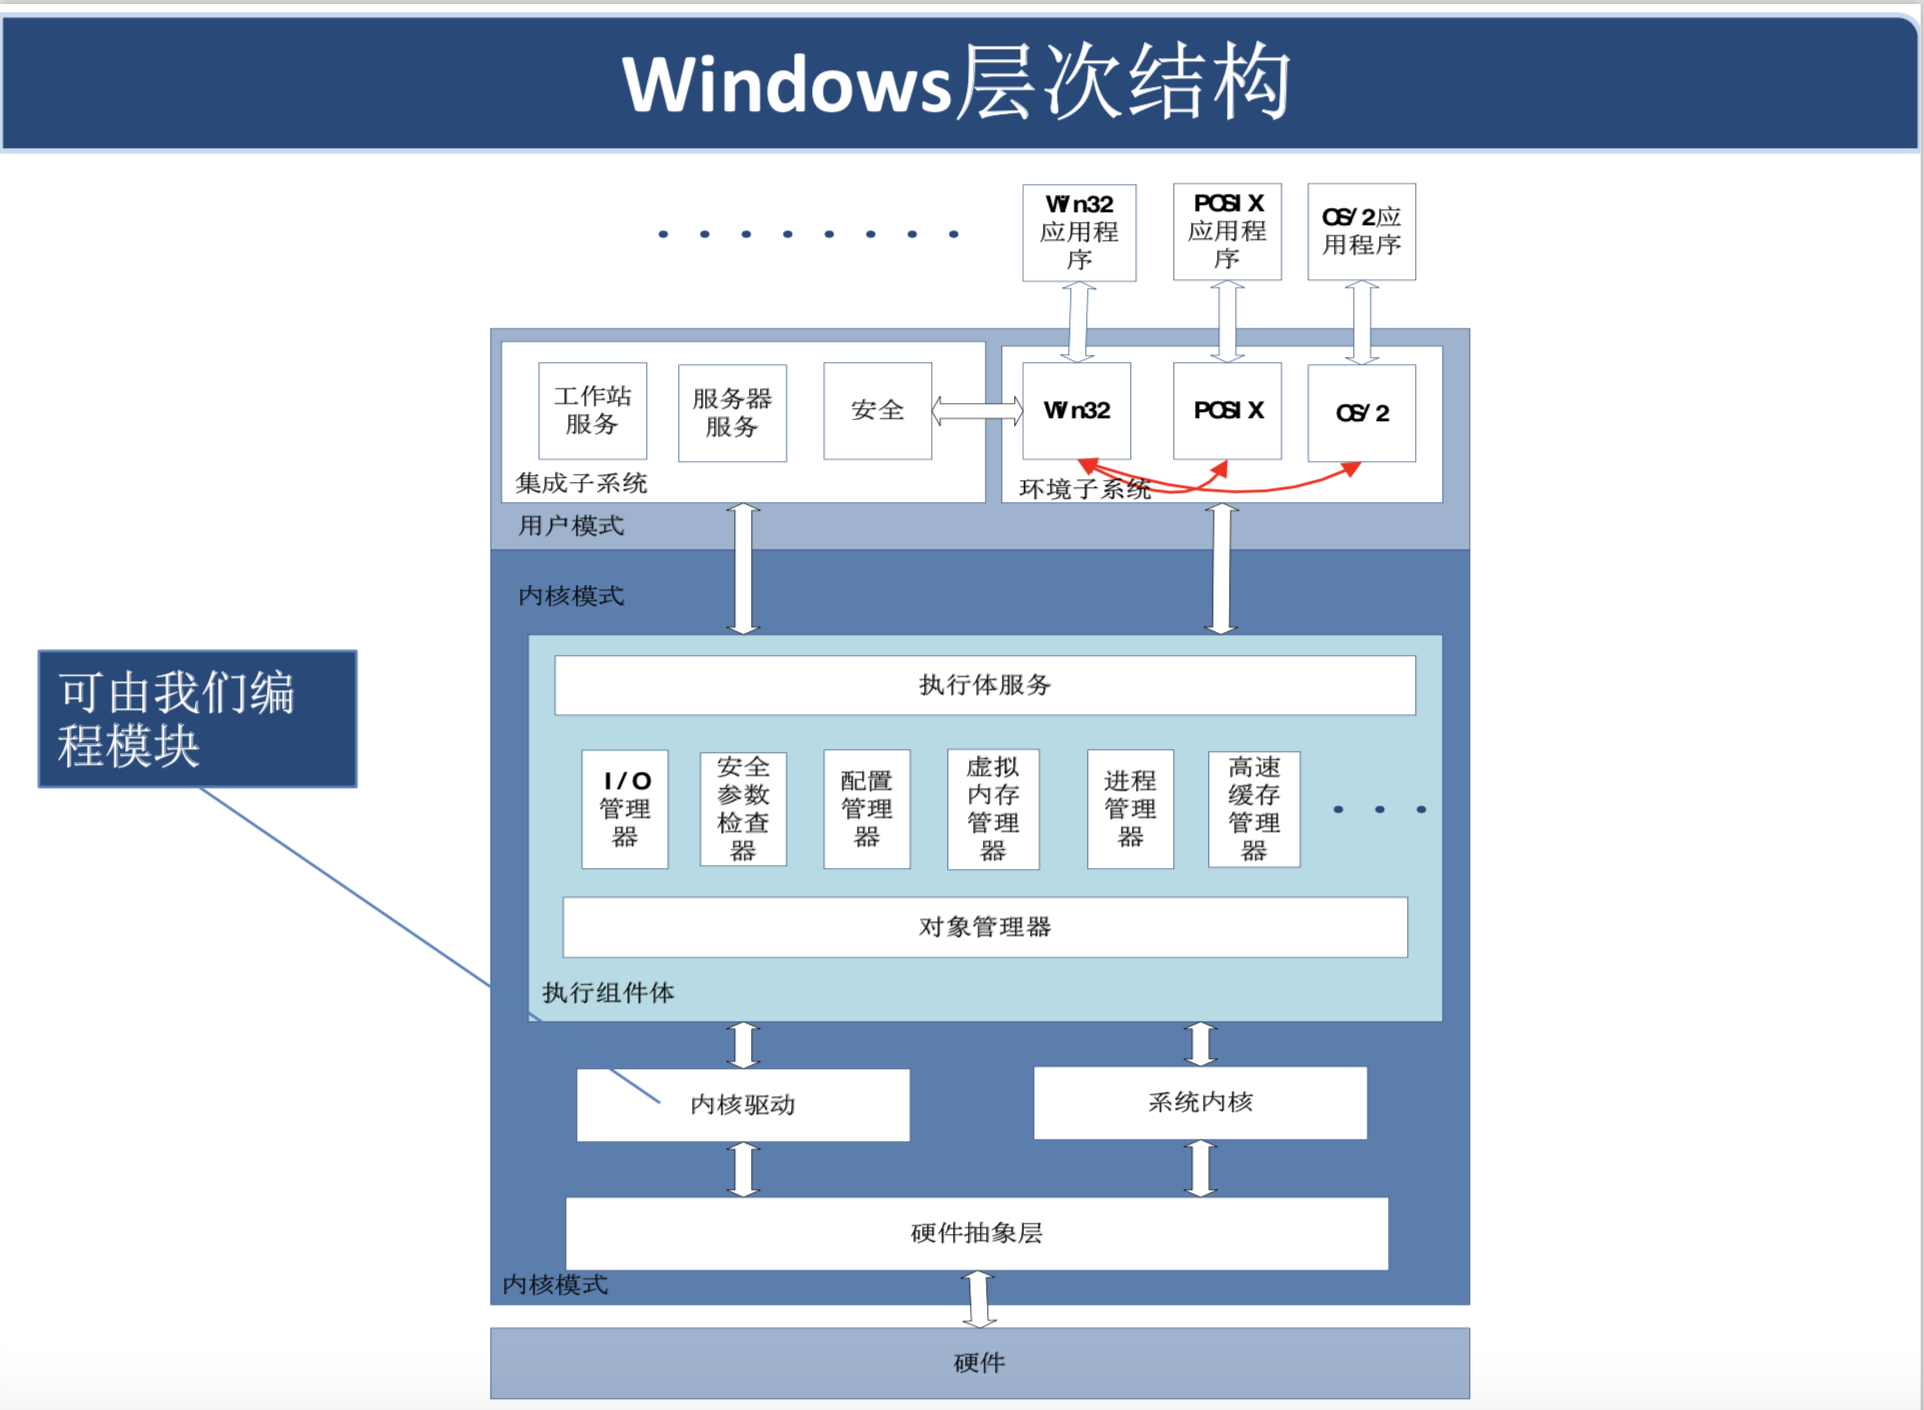 Windows层次结构
Win32
应用程
序
POSIX
应用程
序
OS/2应
用程序
工作站
服务
服务器
服务
安全
Win32
POSIX
OS/2
集成子系统
环境子系统
用户模式
内核模式
可由我们编
程模块
执行体服务
I/O
管理
器
安全
参数
检查
器
配置
管理
器
虚拟
内存
管理
器
进程
管理
器
高速
缓存
管理
器
对象管理器
执行组件体
内核驱动
系统内核
硬件抽象层
内核模式
硬件